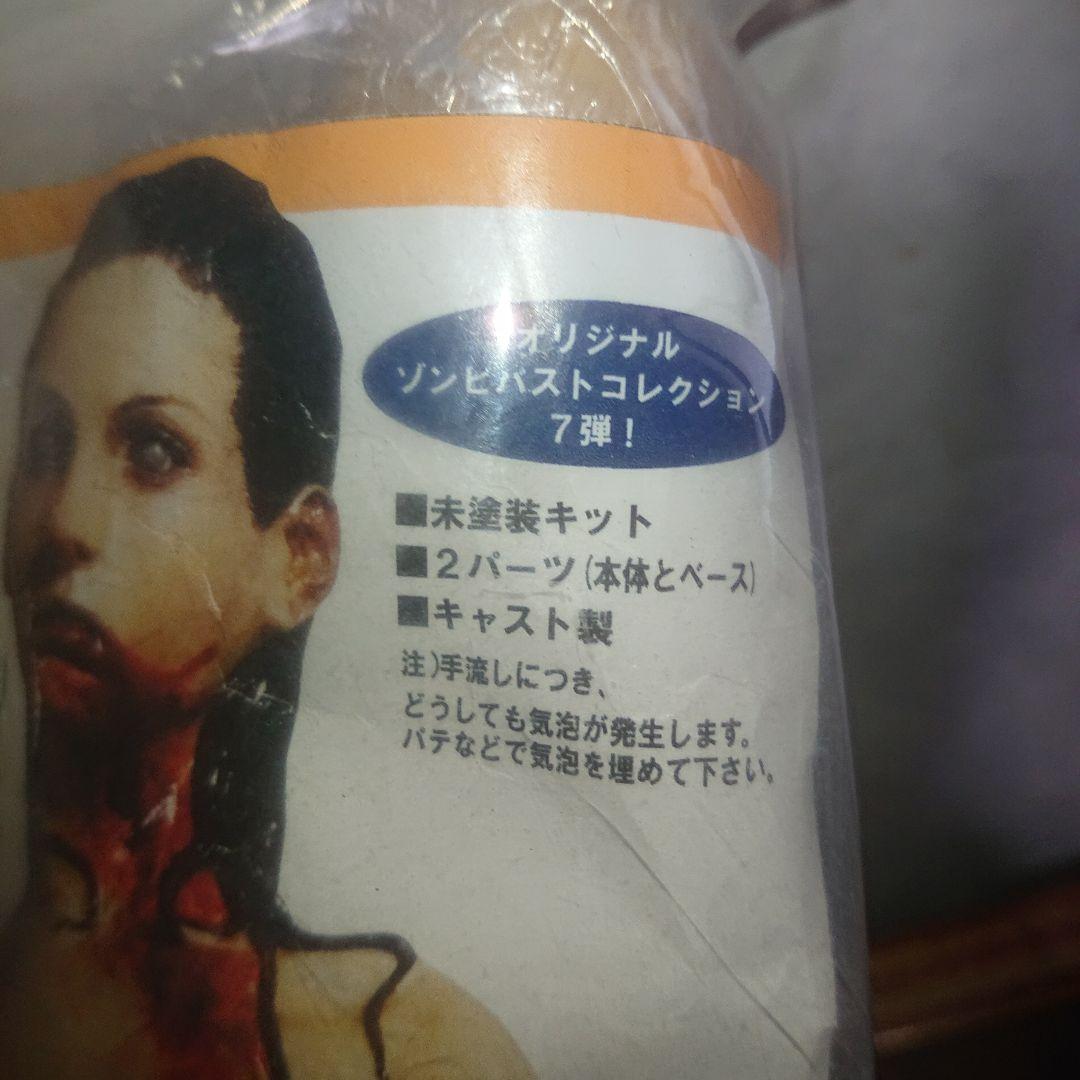 オリジナル
ゾンビバストコレクション
7弾！
■未塗装キット
■2パーツ(本体とベース)
■キャスト製
注)手流しにつき、
どうしても気泡が発生します。
パテなどで気泡を埋めて下さい。